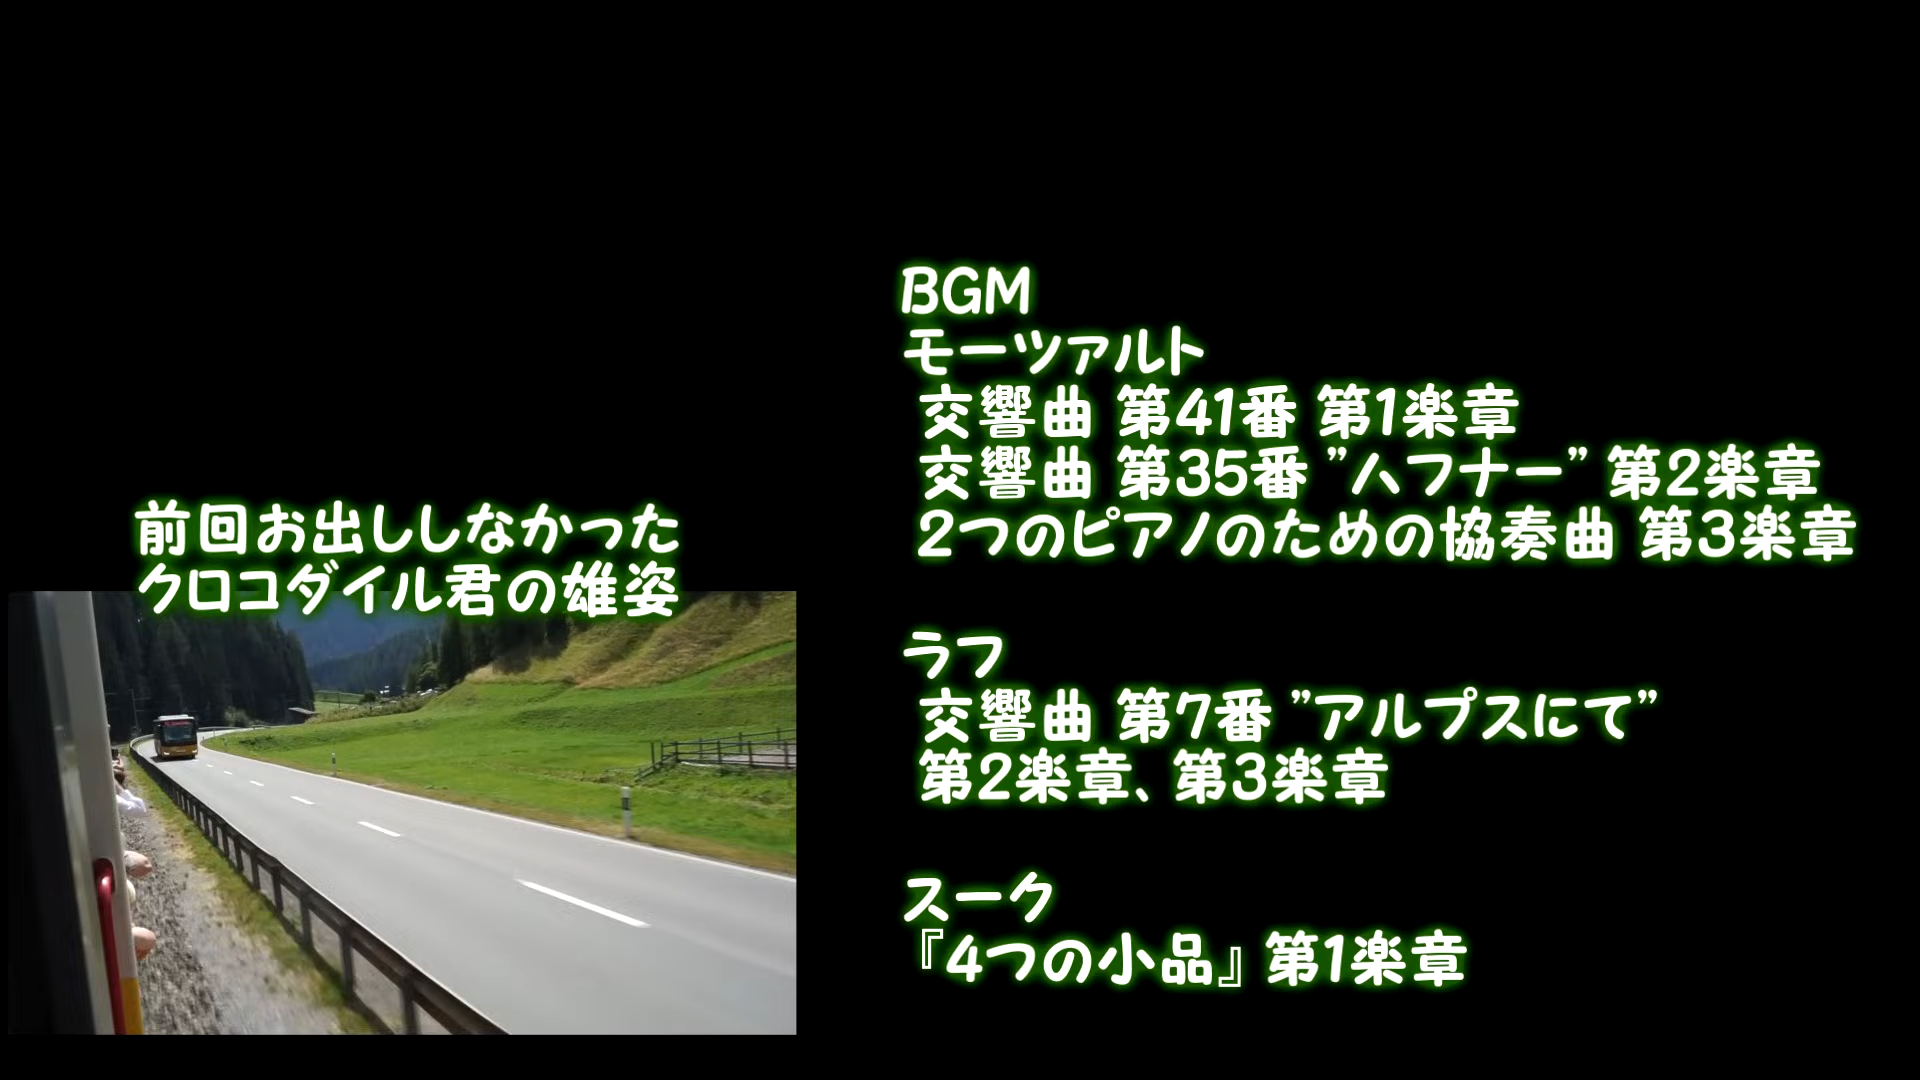 前回お出ししなかった
クロコダイル君の雄姿
BGM
モーツァルト
交響曲 第41番 第1楽章
交響曲 第35番 ”ハフナー” 第2楽章
2つのピアノのための協奏曲 第3楽章
ラフ
交響曲 第7番 ”アルプスにて”
第2楽章、第3楽章
スーク
『4つの小品』 第1楽章